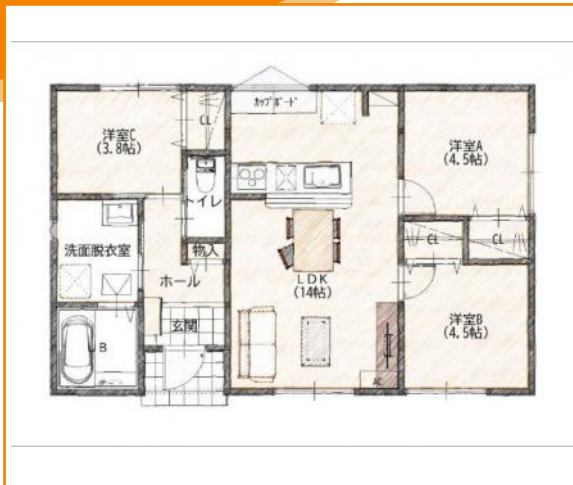 カップボード
洋室C
(3.8帖)
CL
洋室A
(4.5帖)
トイレ
CL
CL
洗面脱衣室
物入
ホール
LDK
(14帖)
洋室B
(4.5帖)
玄関
B